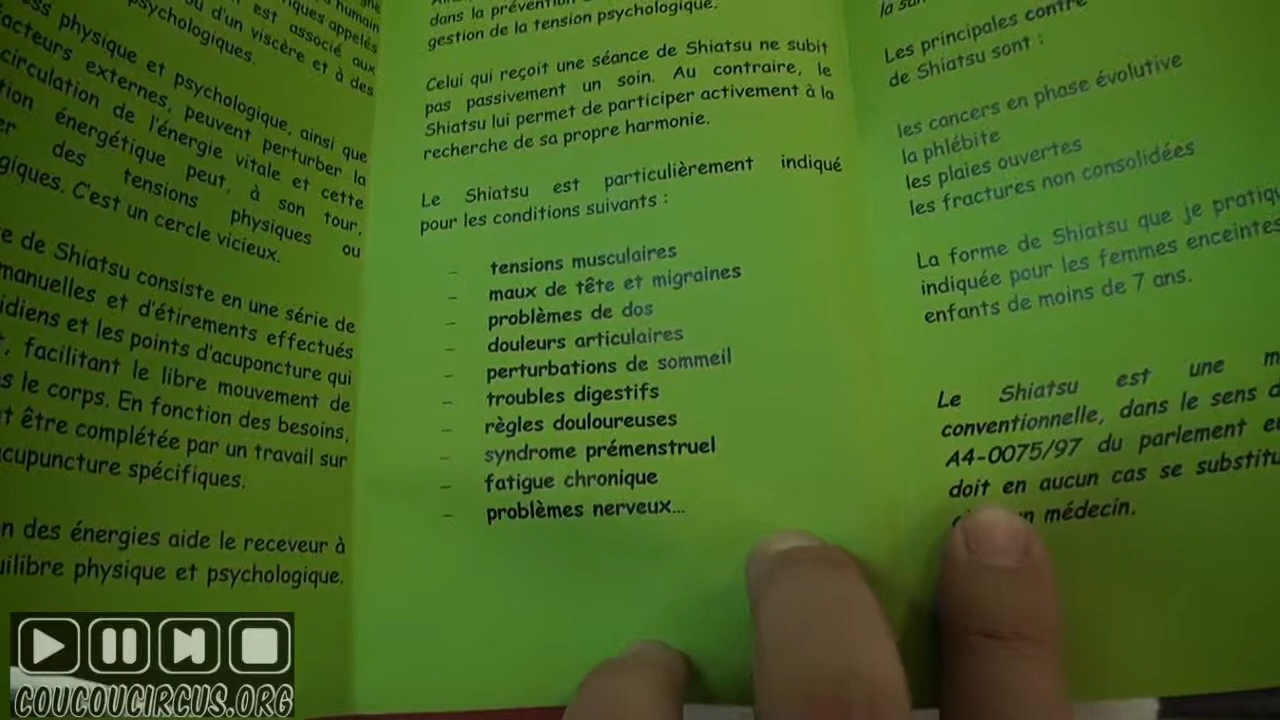 humain
riques appelés
est associé aux
ou d'un viscère et à des
psychologiques.
physique et psychologique, ainsi que
acteurs externes, peuvent perturber la
circulation de l'énergie vitale et cette
énergétique peut, à son tour,
des tensions physiques ou
giques. C'est un cercle vicieux.
de Shiatsu consiste en une série de
manuelles et d'étirements effectués
idiens et les points d'acuponcture qui
, facilitant le libre mouvement de
s le corps. En fonction des besoins,
t être complétée par un travail sur
cupuncture spécifiques.
n des énergies aide le receveur à
uilibre physique et psychologique.
dans la prévention
gestion de la tension psychologique.
Celui qui reçoit une séance de Shiatsu ne subit
pas passivement un soin. Au contraire, le
Shiatsu lui permet de participer activement à la
recherche de sa propre harmonie.
Le Shiatsu est particulièrement indiqué
pour les conditions suivants :
– tensions musculaires
– maux de tête et migraines
– problèmes de dos
– douleurs articulaires
– perturbations de sommeil
– troubles digestifs
– règles douloureuses
– syndrome prémenstruel
– fatigue chronique
– problèmes nerveux...
Les principales contre
de Shiatsu sont :
les cancers en phase évolutive
la phlébite
les plaies ouvertes
les fractures non consolidées
La forme de Shiatsu que je pratiqu
indiquée pour les femmes enceintes
enfants de moins de 7 ans.
Le Shiatsu est une m
conventionnelle, dans le sens d
A4-0075/97 du parlement eu
doit en aucun cas se substitu
médecin.
COUCOUCIRCUS.ORG